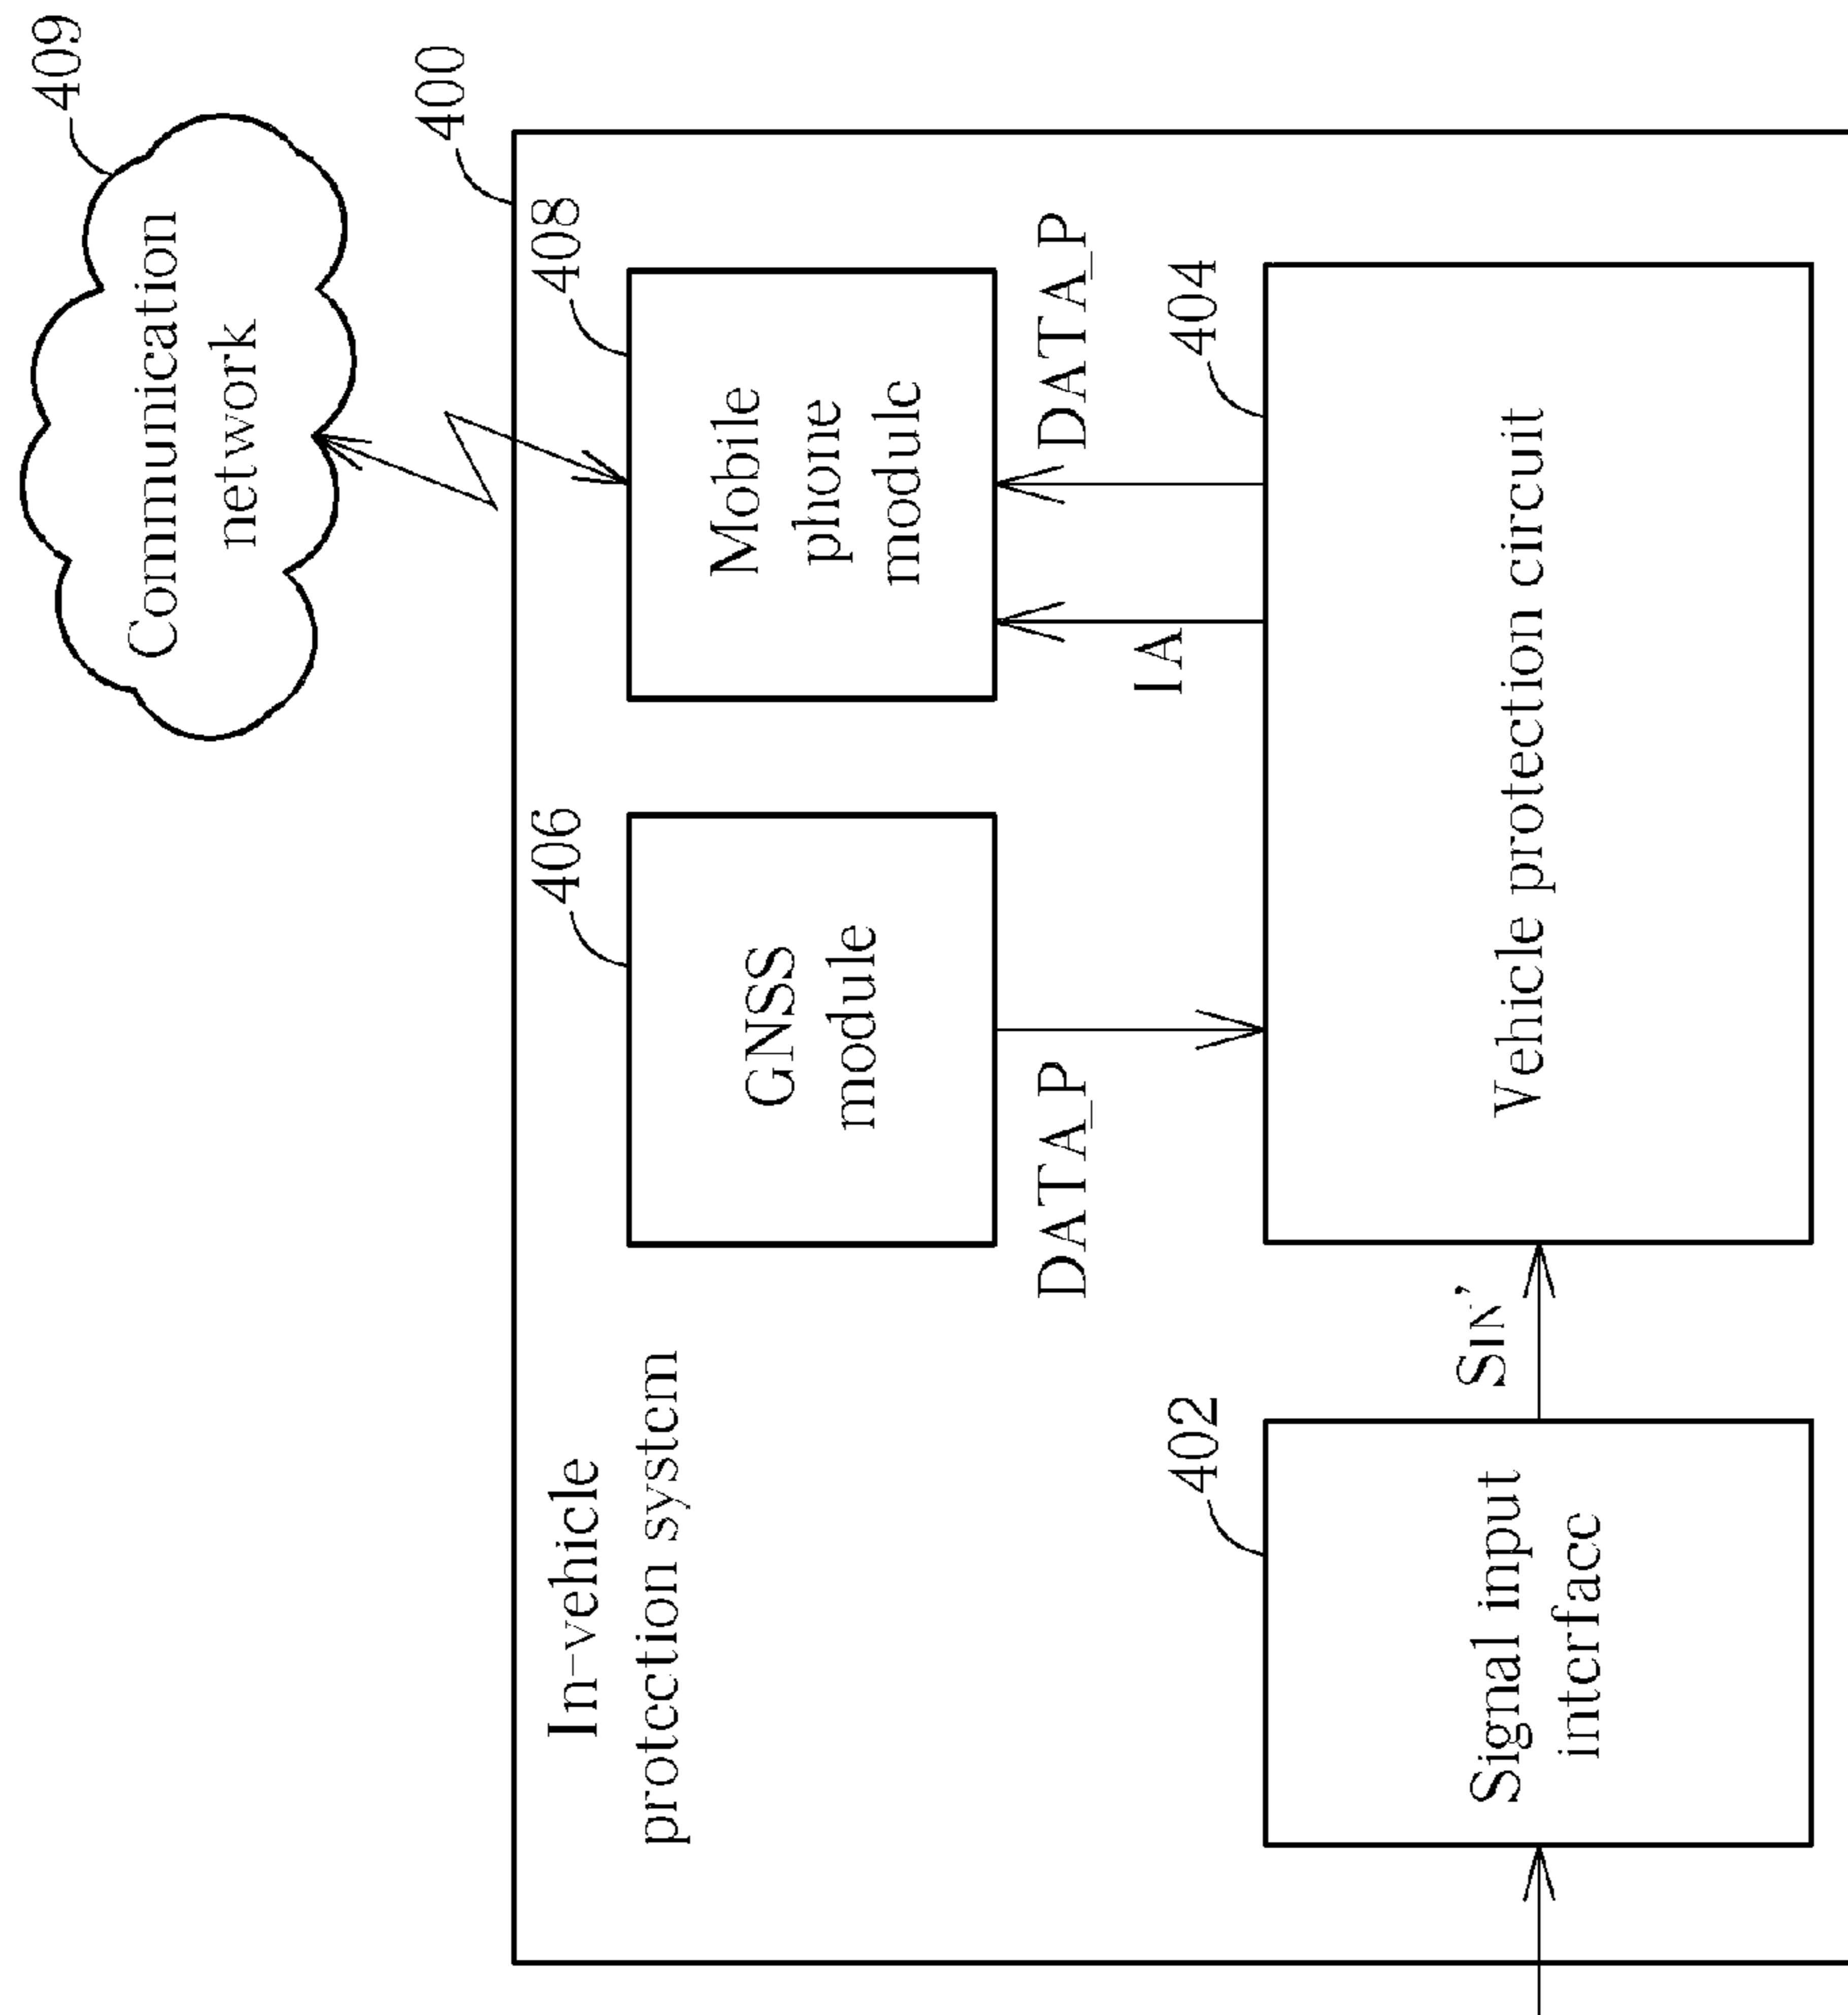 409
Communication
network
400
In-vehicle
protection system
406
GNSS
module
408
Mobile
phone
module
DATA_P
IA
DATA_P
402
Signal input
interface
SIN'
404
Vehicle protection circuit